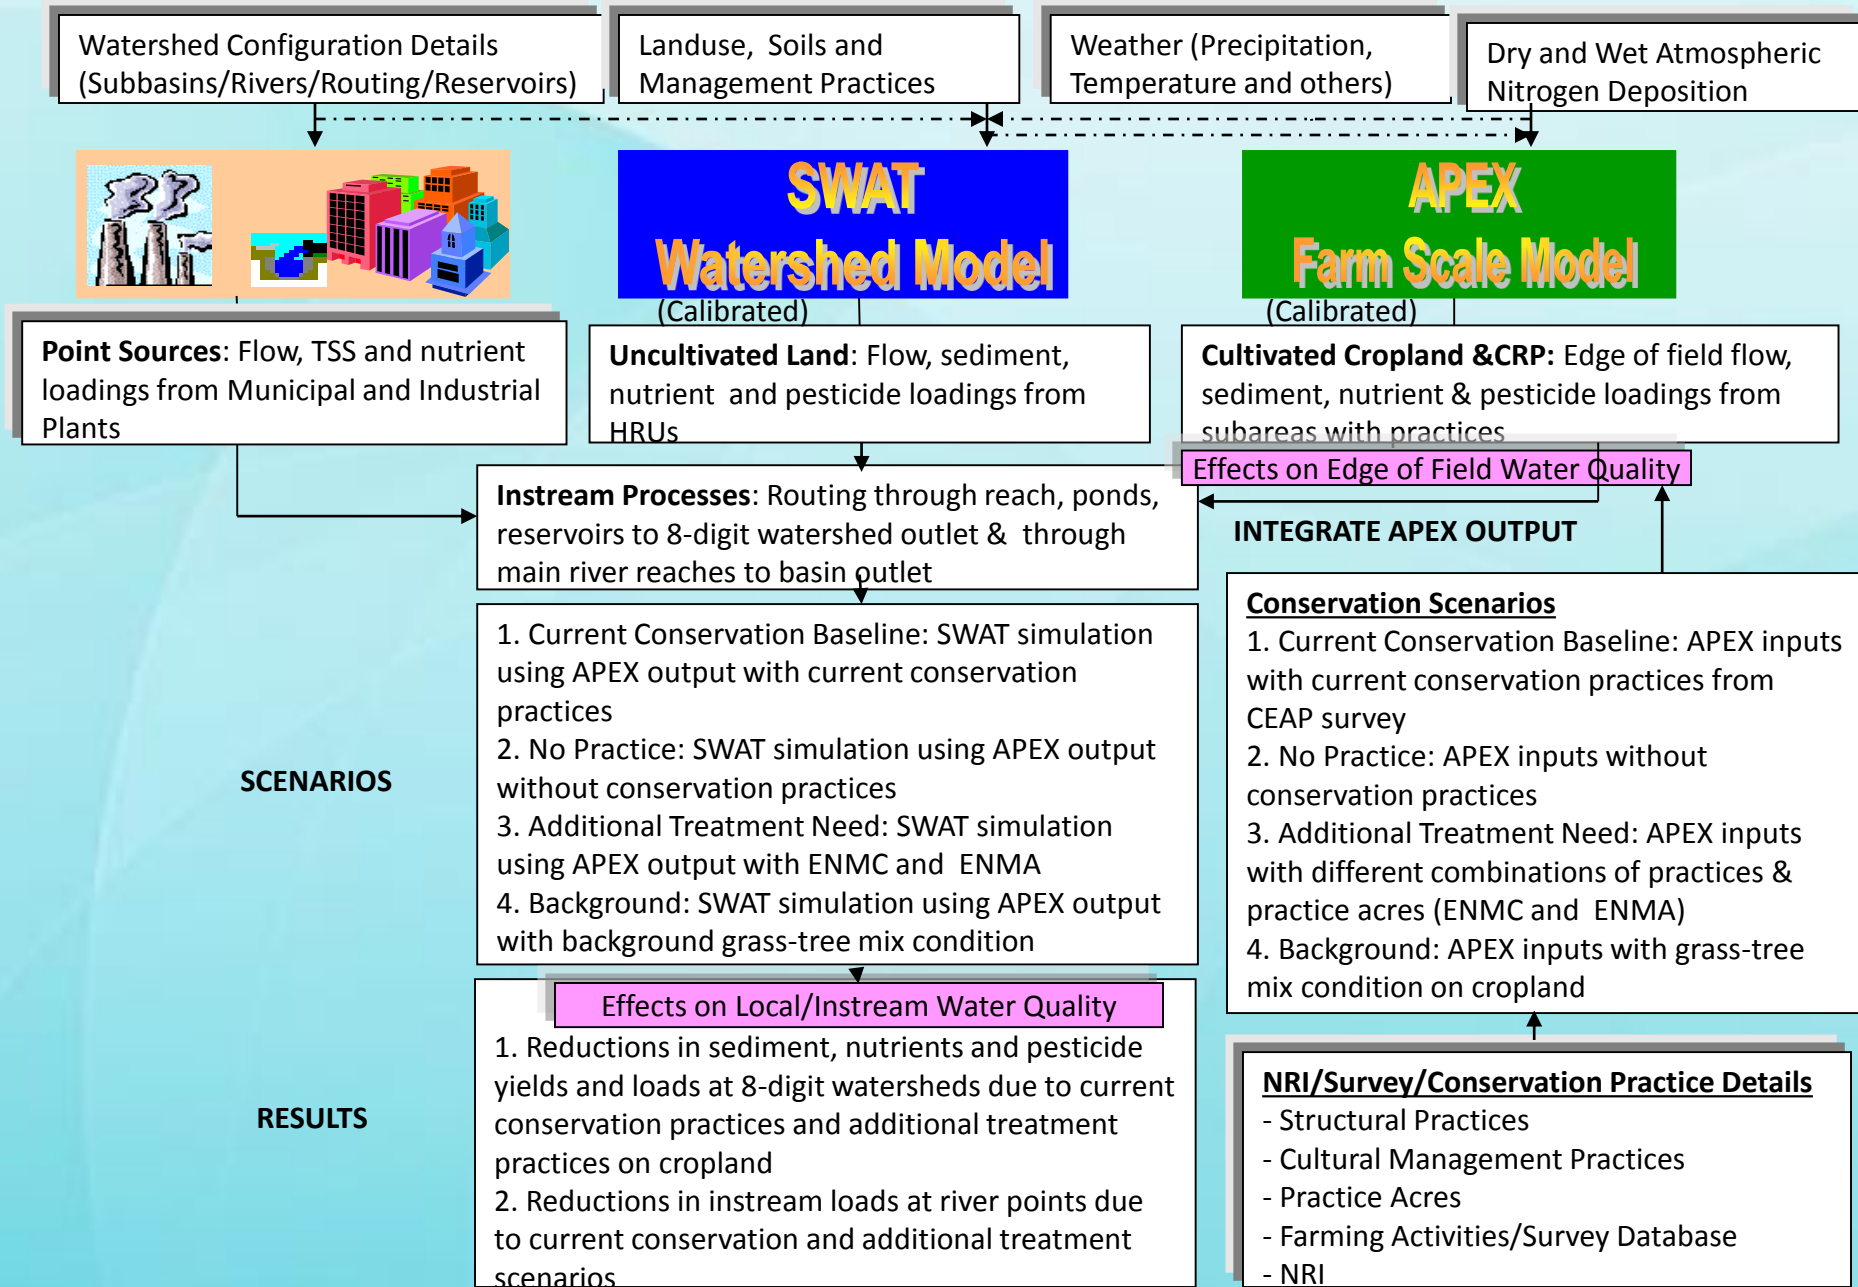 Watershed Configuration Details
(Subbasins/Rivers/Routing/Reservoirs)
Landuse, Soils and
Management Practices
Weather (Precipitation,
Temperature and others)
Dry and Wet Atmospheric
Nitrogen Deposition
SWAT
Watershed Model
(Calibrated)
APEX
Farm Scale Model
(Calibrated)
Point Sources: Flow, TSS and nutrient
loadings from Municipal and Industrial
Plants
Uncultivated Land: Flow, sediment,
nutrient and pesticide loadings from
HRUs
Cultivated Cropland &CRP: Edge of field flow,
sediment, nutrient & pesticide loadings from
subareas with practices
Effects on Edge of Field Water Quality
Instream Processes: Routing through reach, ponds,
reservoirs to 8-digit watershed outlet & through
main river reaches to basin outlet
INTEGRATE APEX OUTPUT
SCENARIOS
1. Current Conservation Baseline: SWAT simulation
using APEX output with current conservation
practices
2. No Practice: SWAT simulation using APEX output
without conservation practices
3. Additional Treatment Need: SWAT simulation
using APEX output with ENMC and ENMA
4. Background: SWAT simulation using APEX output
with background grass-tree mix condition
Conservation Scenarios
1. Current Conservation Baseline: APEX inputs
with current conservation practices from
CEAP survey
2. No Practice: APEX inputs without
conservation practices
3. Additional Treatment Need: APEX inputs
with different combinations of practices &
practice acres (ENMC and ENMA)
4. Background: APEX inputs with grass-tree
mix condition on cropland
RESULTS
Effects on Local/Instream Water Quality
1. Reductions in sediment, nutrients and pesticide
yields and loads at 8-digit watersheds due to current
conservation practices and additional treatment
practices on cropland
2. Reductions in instream loads at river points due
to current conservation and additional treatment
scenarios
NRI/Survey/Conservation Practice Details
- Structural Practices
- Cultural Management Practices
- Practice Acres
- Farming Activities/Survey Database
- NRI